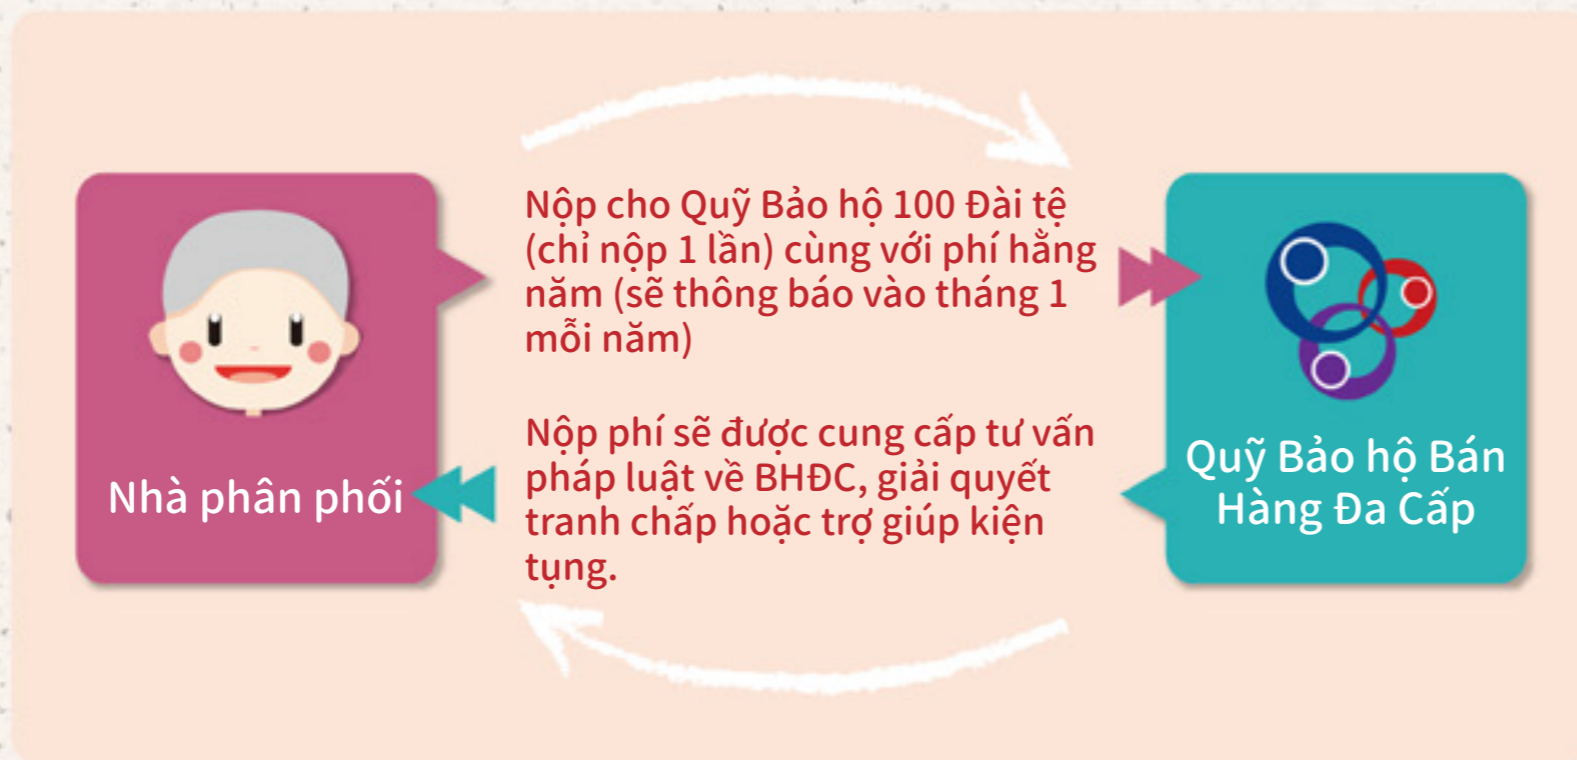 Nộp cho Quỹ Bảo hộ 100 Đài tệ
(chỉ nộp 1 lần) cùng với phí hằng
năm (sẽ thông báo vào tháng 1
mỗi năm)
Nộp phí sẽ được cung cấp tư vấn
pháp luật về BHĐC, giải quyết
tranh chấp hoặc trợ giúp kiện
tụng.
Nhà phân phối
Quỹ Bảo hộ Bán
Hàng Đa Cấp